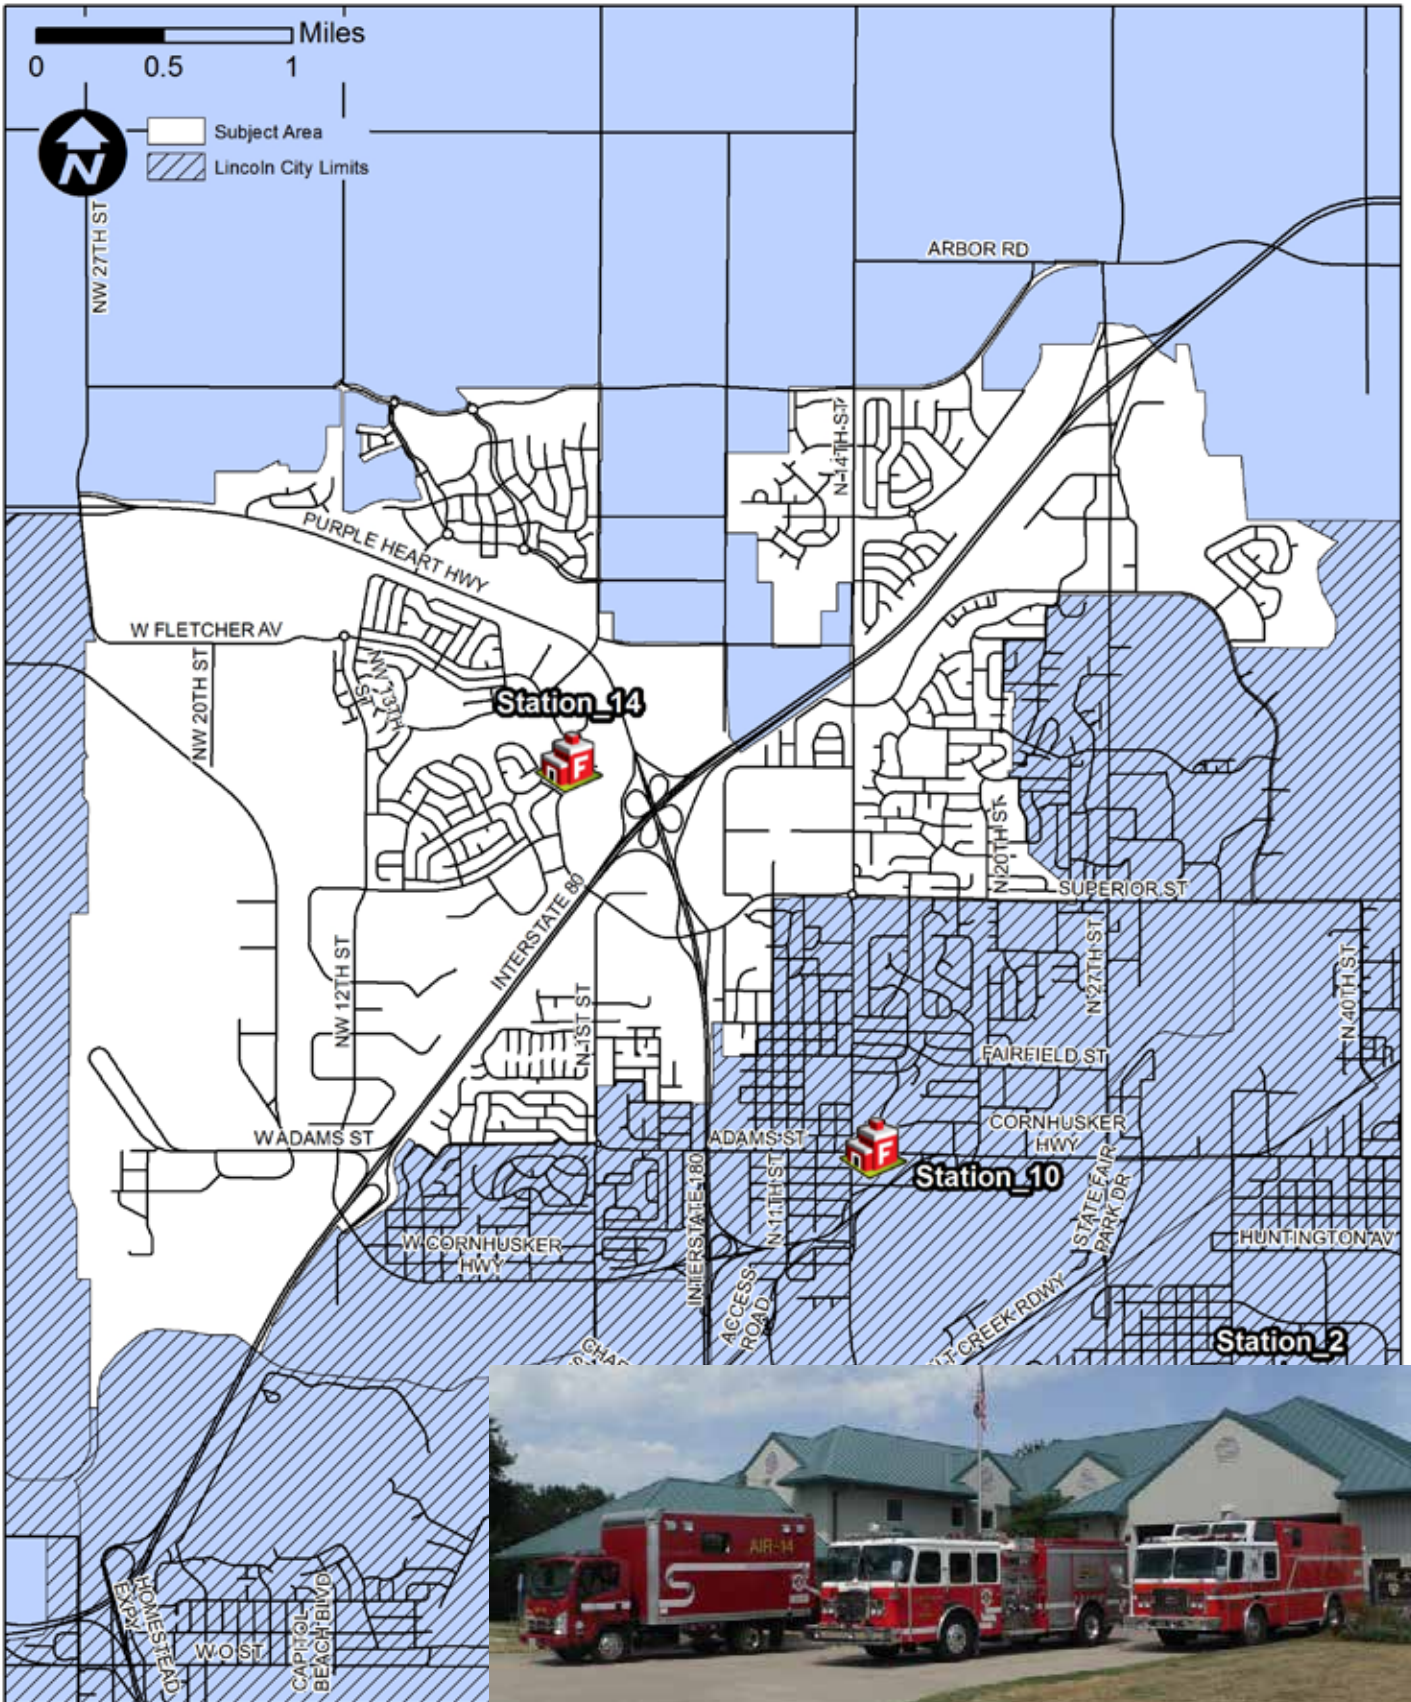 Miles
0 0.5 1
N
Subject Area
Lincoln City Limits
NW 27TH ST
ARBOR RD
N 14TH ST
PURPLE HEART HWY
W FLETCHER AV
NW 20TH ST
NW 13TH
ST
Station_14
F
N 20TH ST
SUPERIOR ST
INTERSTATE 80
NW 12TH ST
N 1ST ST
N 27TH ST
N 40TH ST
FAIRFIELD ST
W ADAMS ST
ADAMS ST
CORNHUSKER
HWY
F
Station_10
INTERSTATE 180
N 11TH ST
STATE FAIR
PARK DR
HUNTINGTON AV
W CORNHUSKER
HWY
ACCESS
ROAD
LT CREEK RDWY
Station_2
CHAR
HOMESTEAD
EXPY
W O ST
CAPITOL
BEACH BLVD
AIR-14